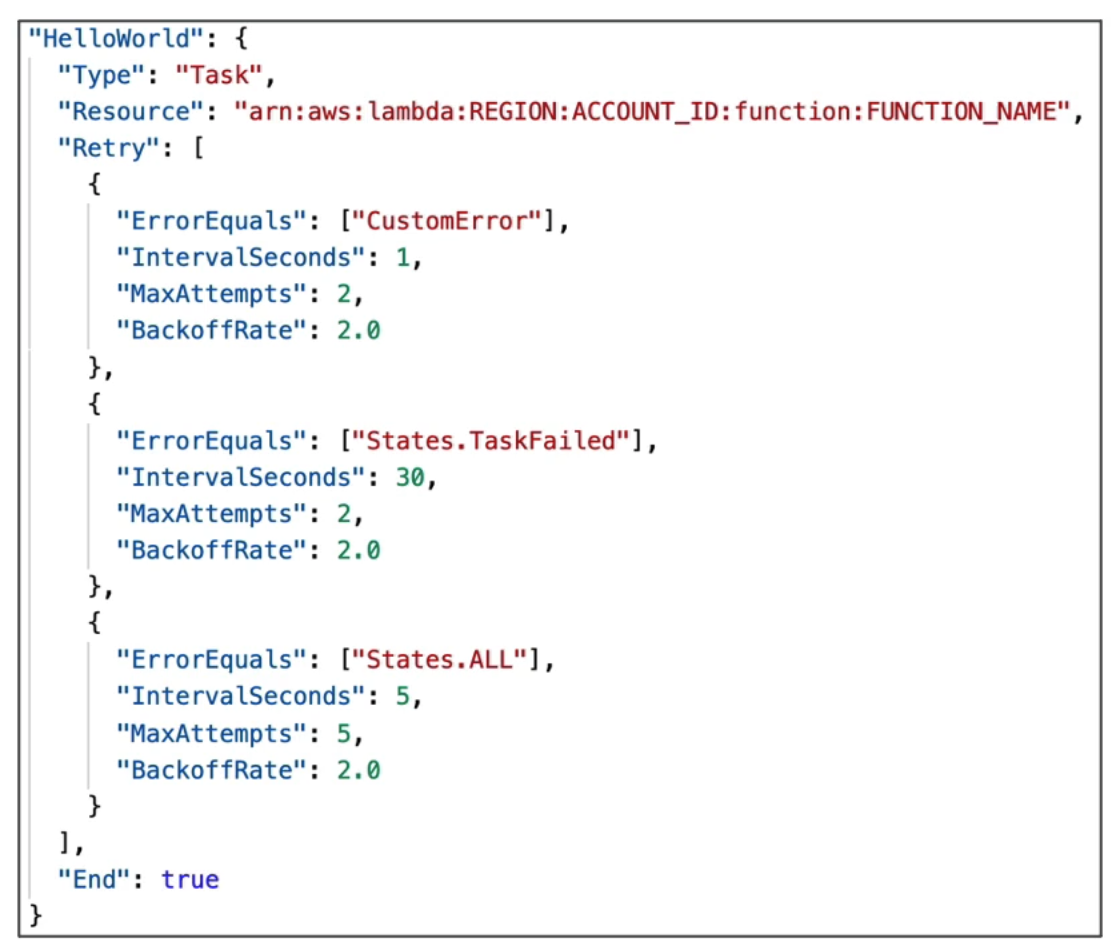 "HelloWorld": {
  "Type": "Task",
  "Resource": "arn:aws:lambda:REGION:ACCOUNT_ID:function:FUNCTION_NAME",
  "Retry": [
    {
      "ErrorEquals": ["CustomError"],
      "IntervalSeconds": 1,
      "MaxAttempts": 2,
      "BackoffRate": 2.0
    },
    {
      "ErrorEquals": ["States.TaskFailed"],
      "IntervalSeconds": 30,
      "MaxAttempts": 2,
      "BackoffRate": 2.0
    },
    {
      "ErrorEquals": ["States.ALL"],
      "IntervalSeconds": 5,
      "MaxAttempts": 5,
      "BackoffRate": 2.0
    }
  ],
  "End": true
}